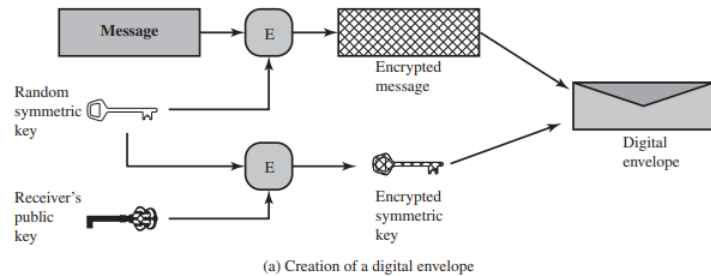 Message
E
Encrypted
message
Random
symmetric
key
Digital
envelope
E
Receiver's
public
key
Encrypted
symmetric
key
(a) Creation of a digital envelope